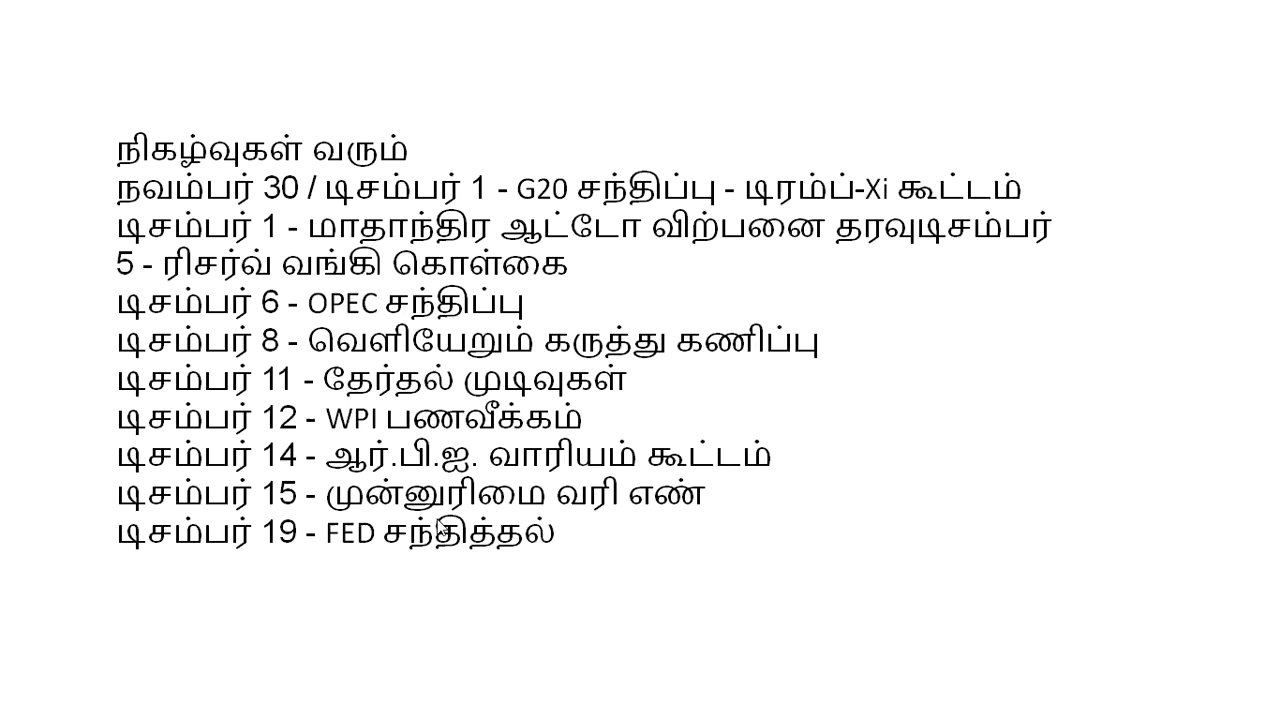 நிகழ்வுகள் வரும்
நவம்பர் 30 / டிசம்பர் 1 - G20 சந்திப்பு - டிரம்ப்-Xi கூட்டம்
டிசம்பர் 1 - மாதாந்திர ஆட்டோ விற்பனை தரவுடிசம்பர்
5 - ரிசர்வ் வங்கி கொள்கை
டிசம்பர் 6 - OPEC சந்திப்பு
டிசம்பர் 8 - வெளியேறும் கருத்து கணிப்பு
டிசம்பர் 11 - தேர்தல் முடிவுகள்
டிசம்பர் 12 - WPI பணவீக்கம்
டிசம்பர் 14 - ஆர்.பி.ஐ. வாரியம் கூட்டம்
டிசம்பர் 15 - முன்னுரிமை வரி எண்
டிசம்பர் 19 - FED சந்தித்தல்